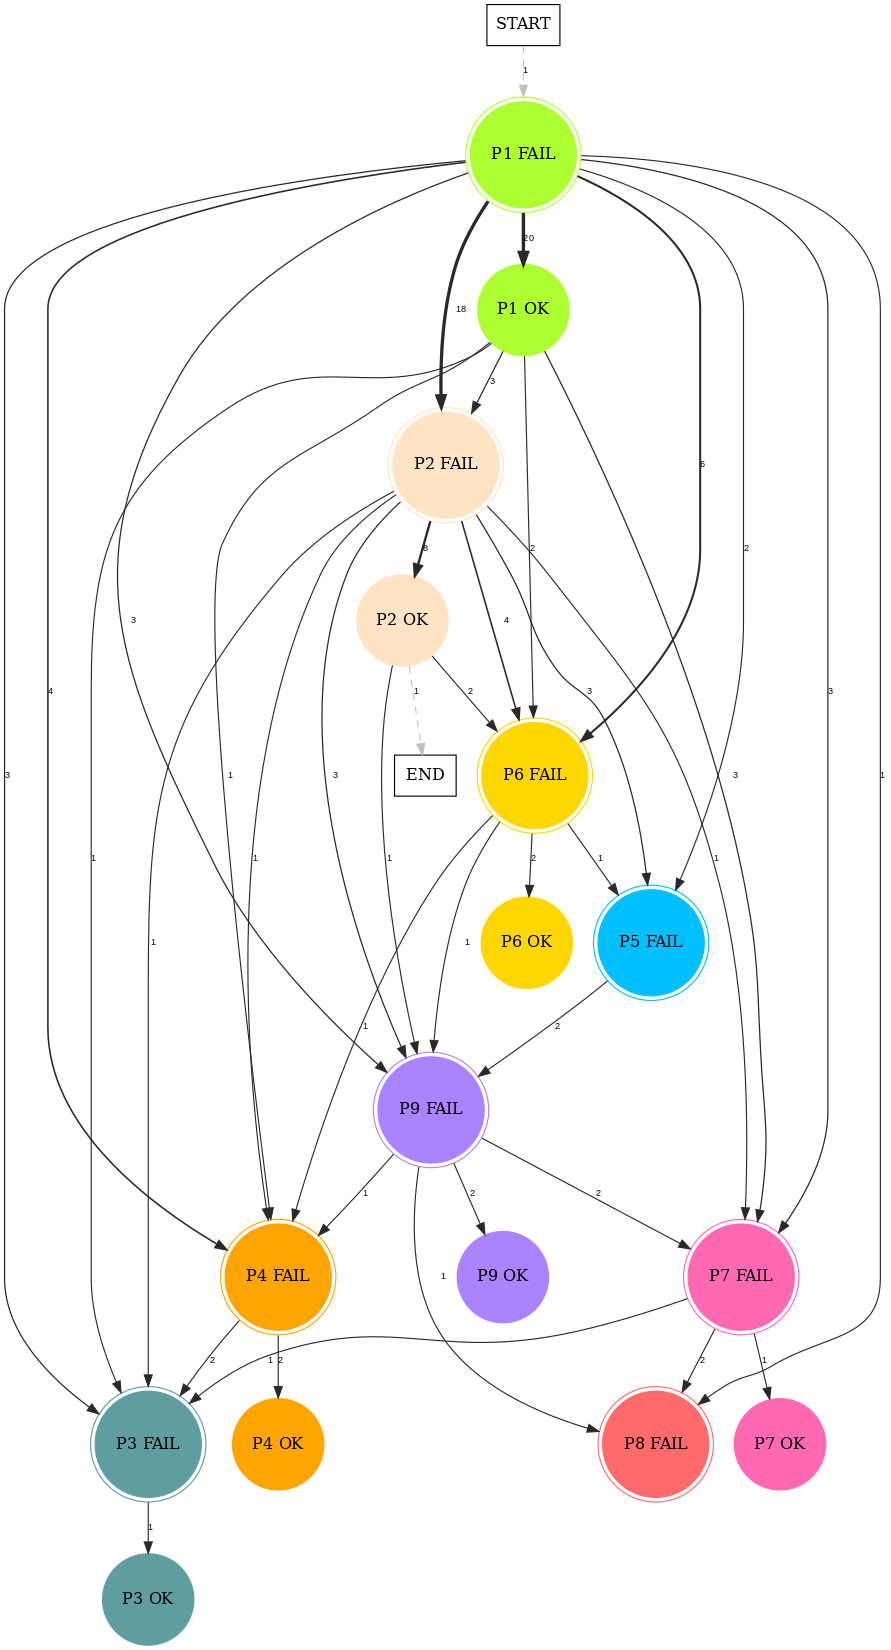 START
1
P1 FAIL
20
18
P1 OK
3
P2 FAIL
6
8
2
2
P2 OK
3
4
1
2
3
4
END
P6 FAIL
3
1
3
3
1
1
1
2
1
1
1
P6 OK
P5 FAIL
1
1
2
P9 FAIL
1
2
2
P4 FAIL
P9 OK
P7 FAIL
1
2
1
2
2
1
P3 FAIL
P4 OK
P8 FAIL
P7 OK
1
P3 OK